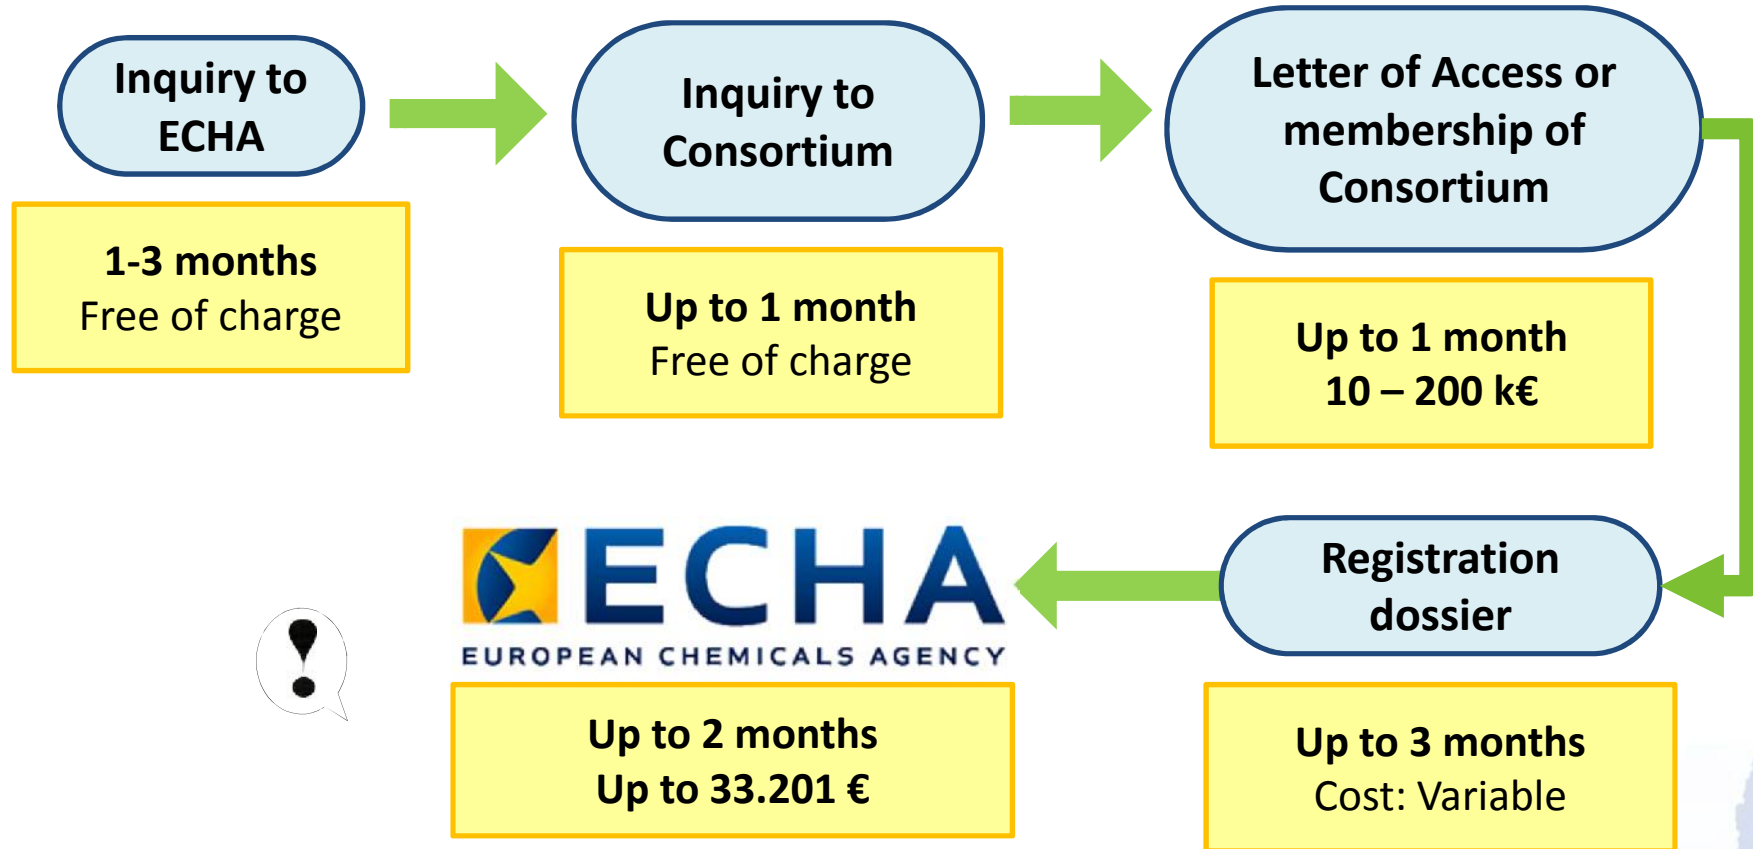 Inquiry to
ECHA
1-3 months
Free of charge
Inquiry to
Consortium
Up to 1 month
Free of charge
Letter of Access or
membership of
Consortium
Up to 1 month
10 – 200 k€
Registration
dossier
Up to 3 months
Cost: Variable
ECHA
EUROPEAN CHEMICALS AGENCY
Up to 2 months
Up to 33.201 €
!